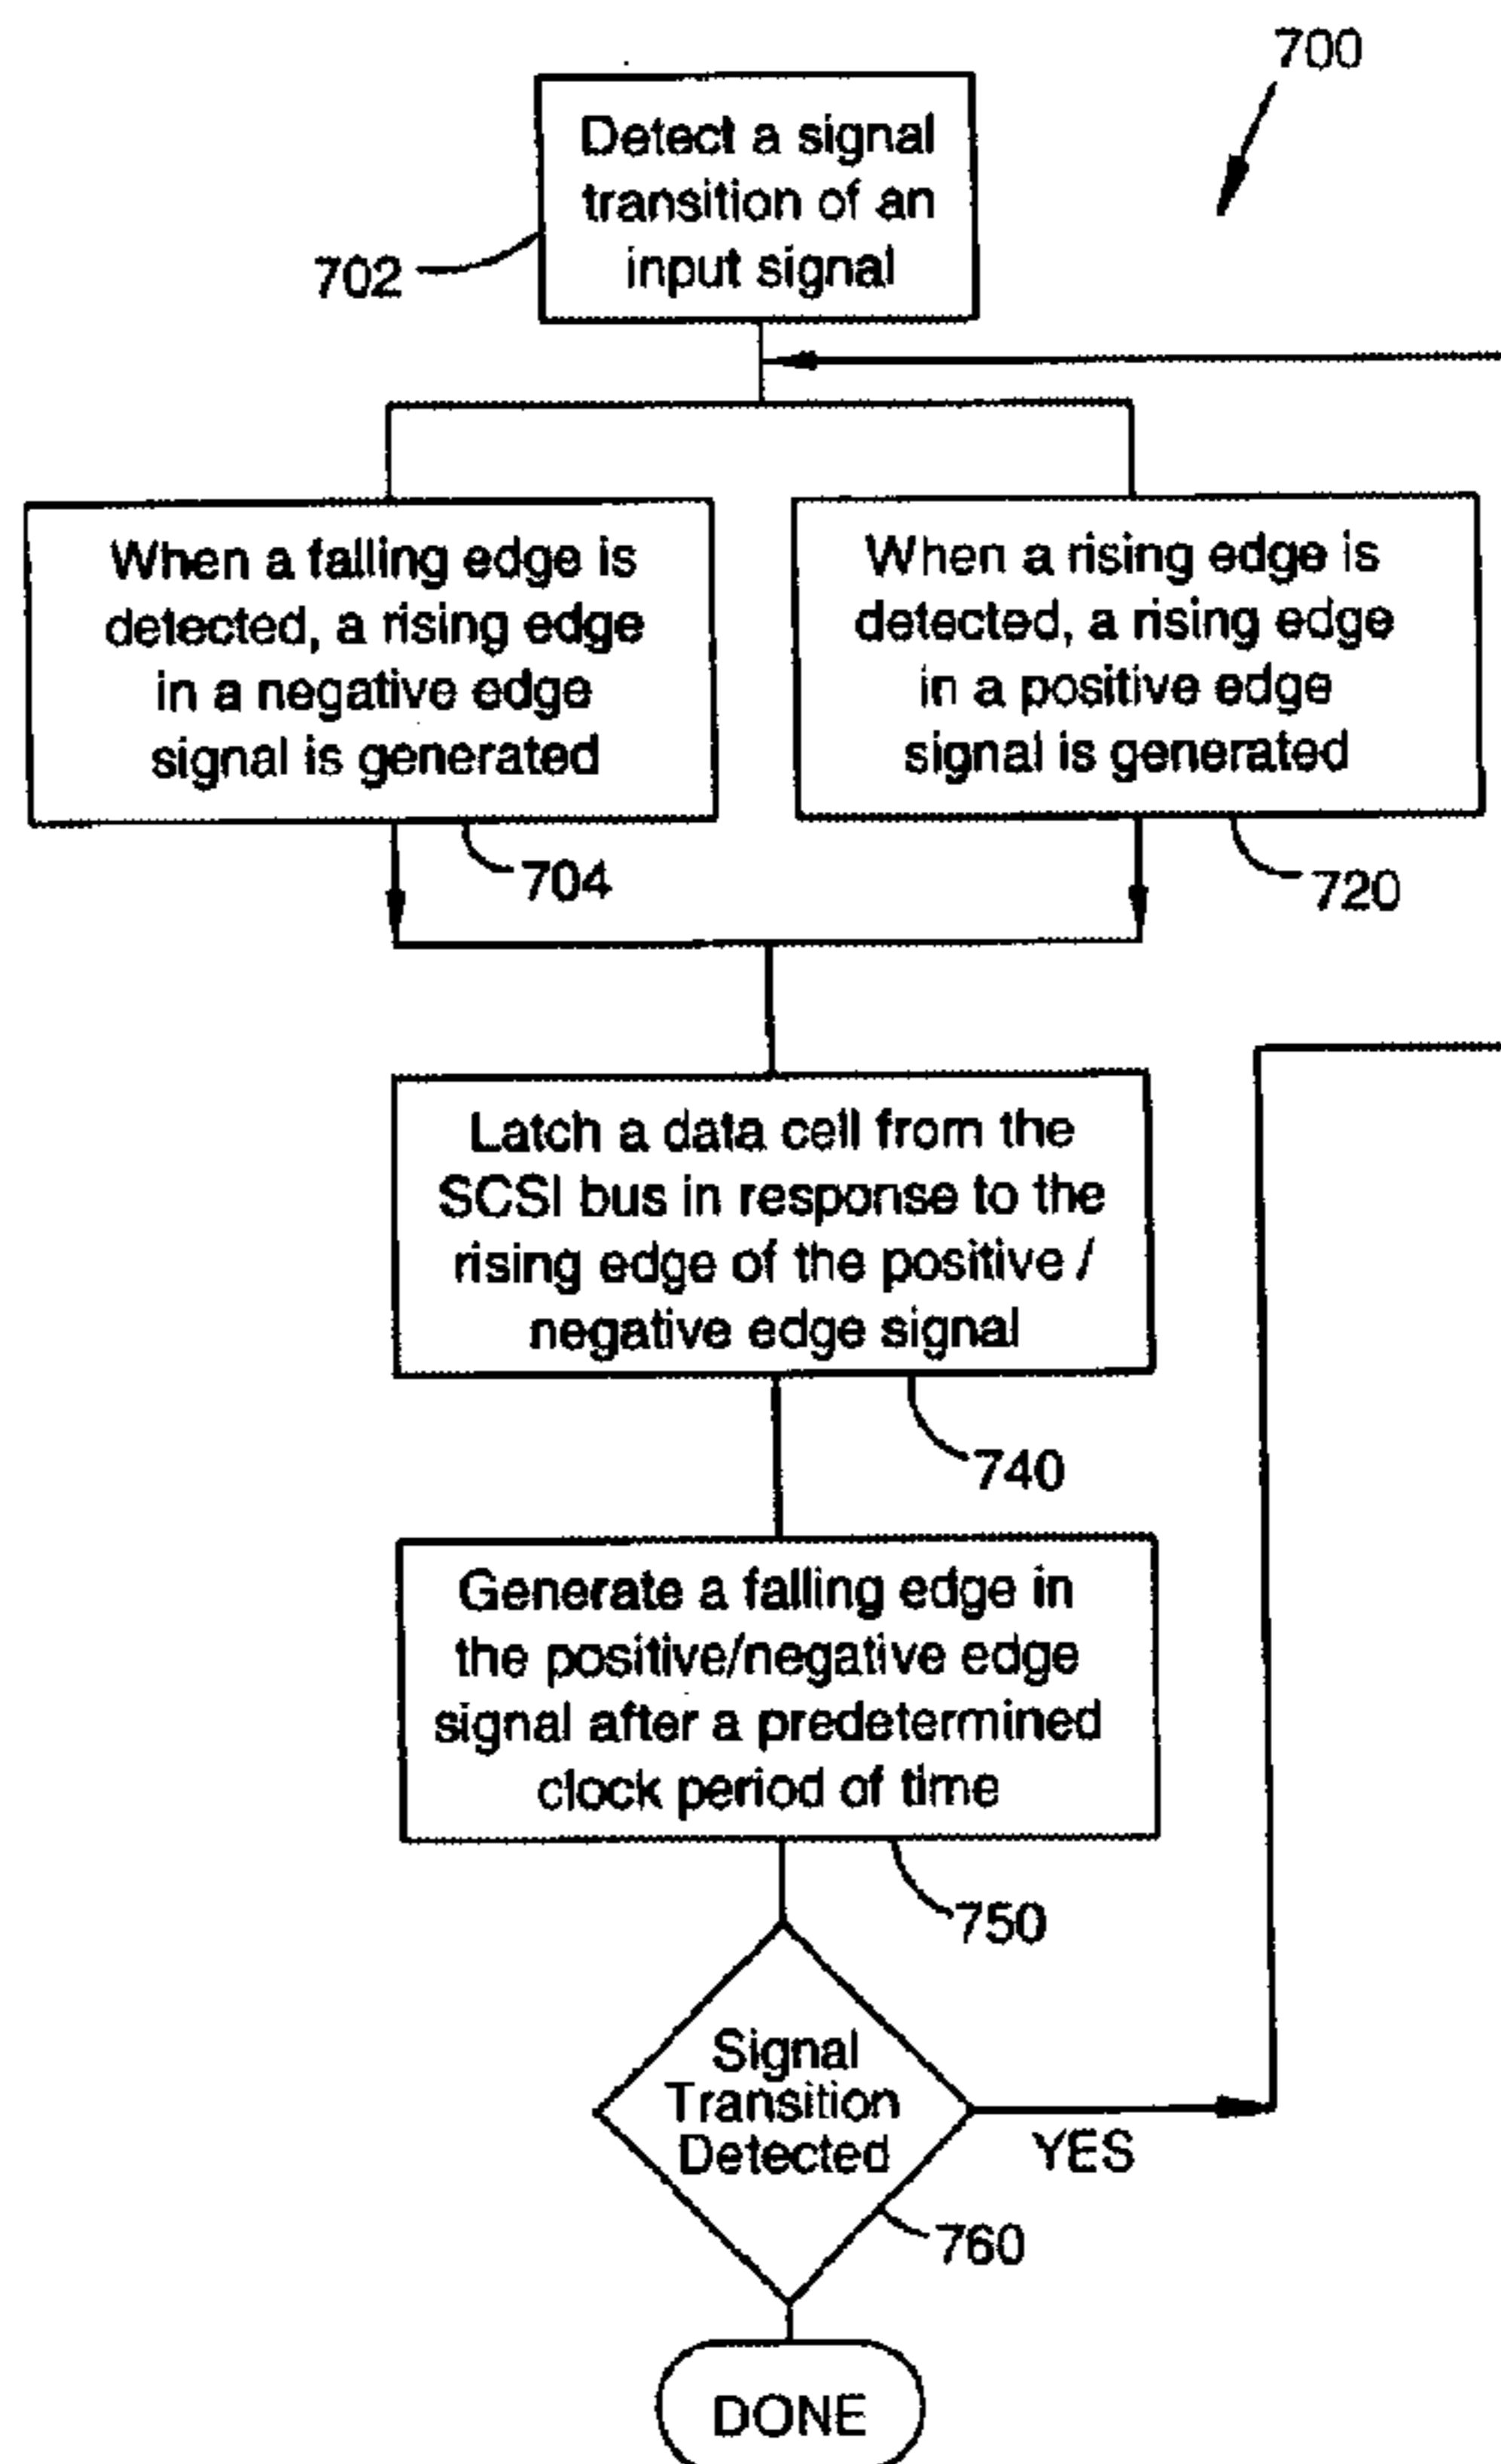 700
Detect a signal
transition of an
input signal
702
When a falling edge is
detected, a rising edge
in a negative edge
signal is generated
704
When a rising edge is
detected, a rising edge
in a positive edge
signal is generated
720
Latch a data cell from the
SCSI bus in response to the
rising edge of the positive /
negative edge signal
740
Generate a falling edge in
the positive/negative edge
signal after a predetermined
clock period of time
750
Signal
Transition
Detected
YES
760
DONE